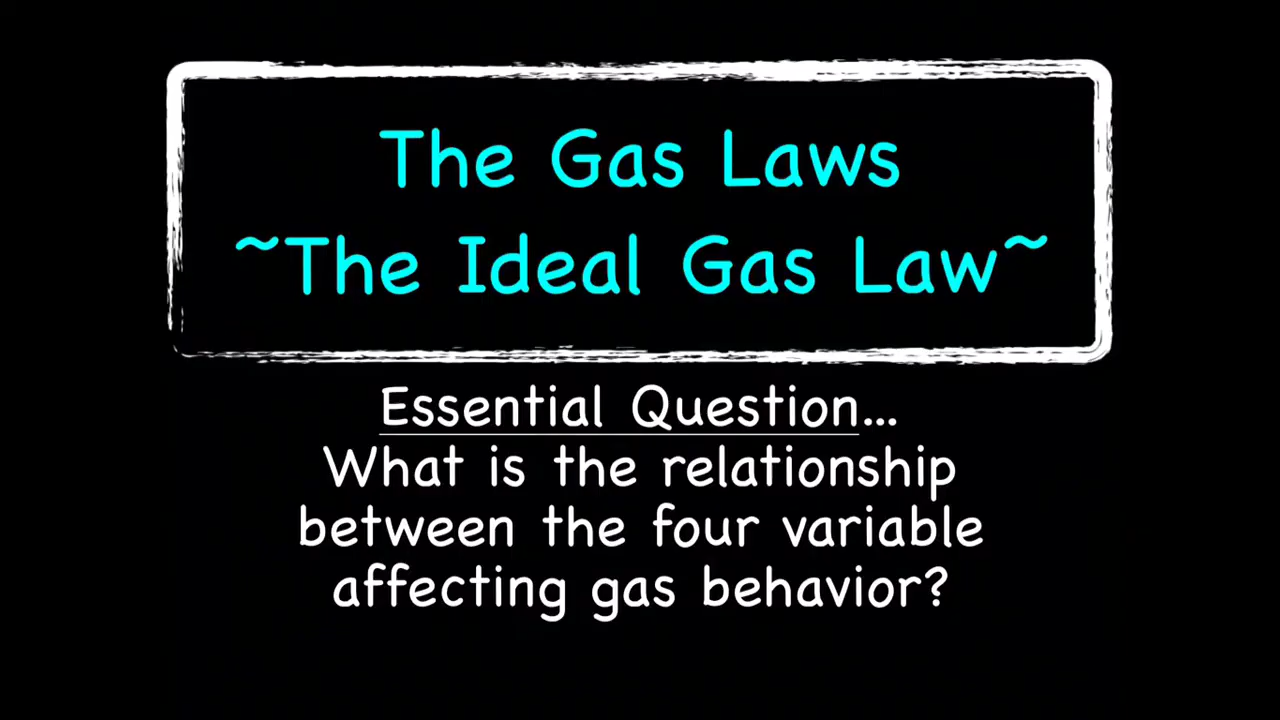 The Gas Laws
~The Ideal Gas Law~
Essential Question...
What is the relationship
between the four variable
affecting gas behavior?